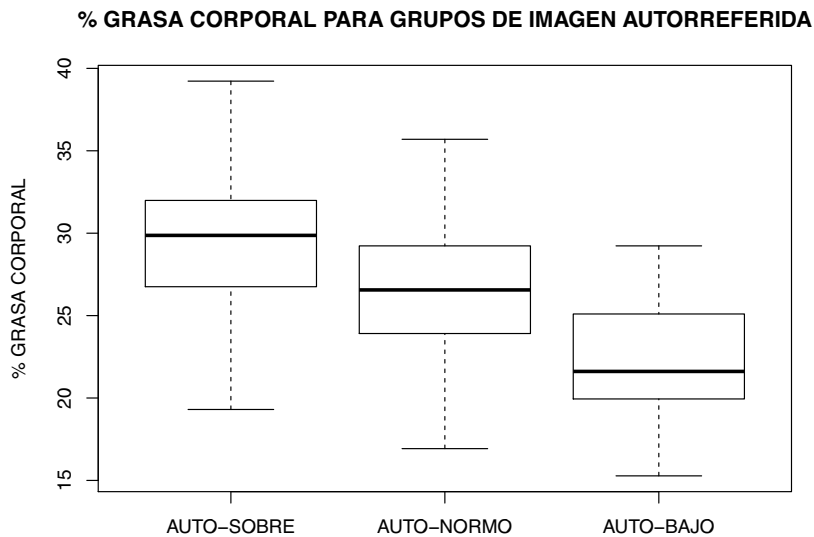 % GRASA CORPORAL PARA GRUPOS DE IMAGEN AUTORREFERIDA
% GRASA CORPORAL
40
35
30
25
20
15
AUTO−SOBRE
AUTO−NORMO
AUTO−BAJO